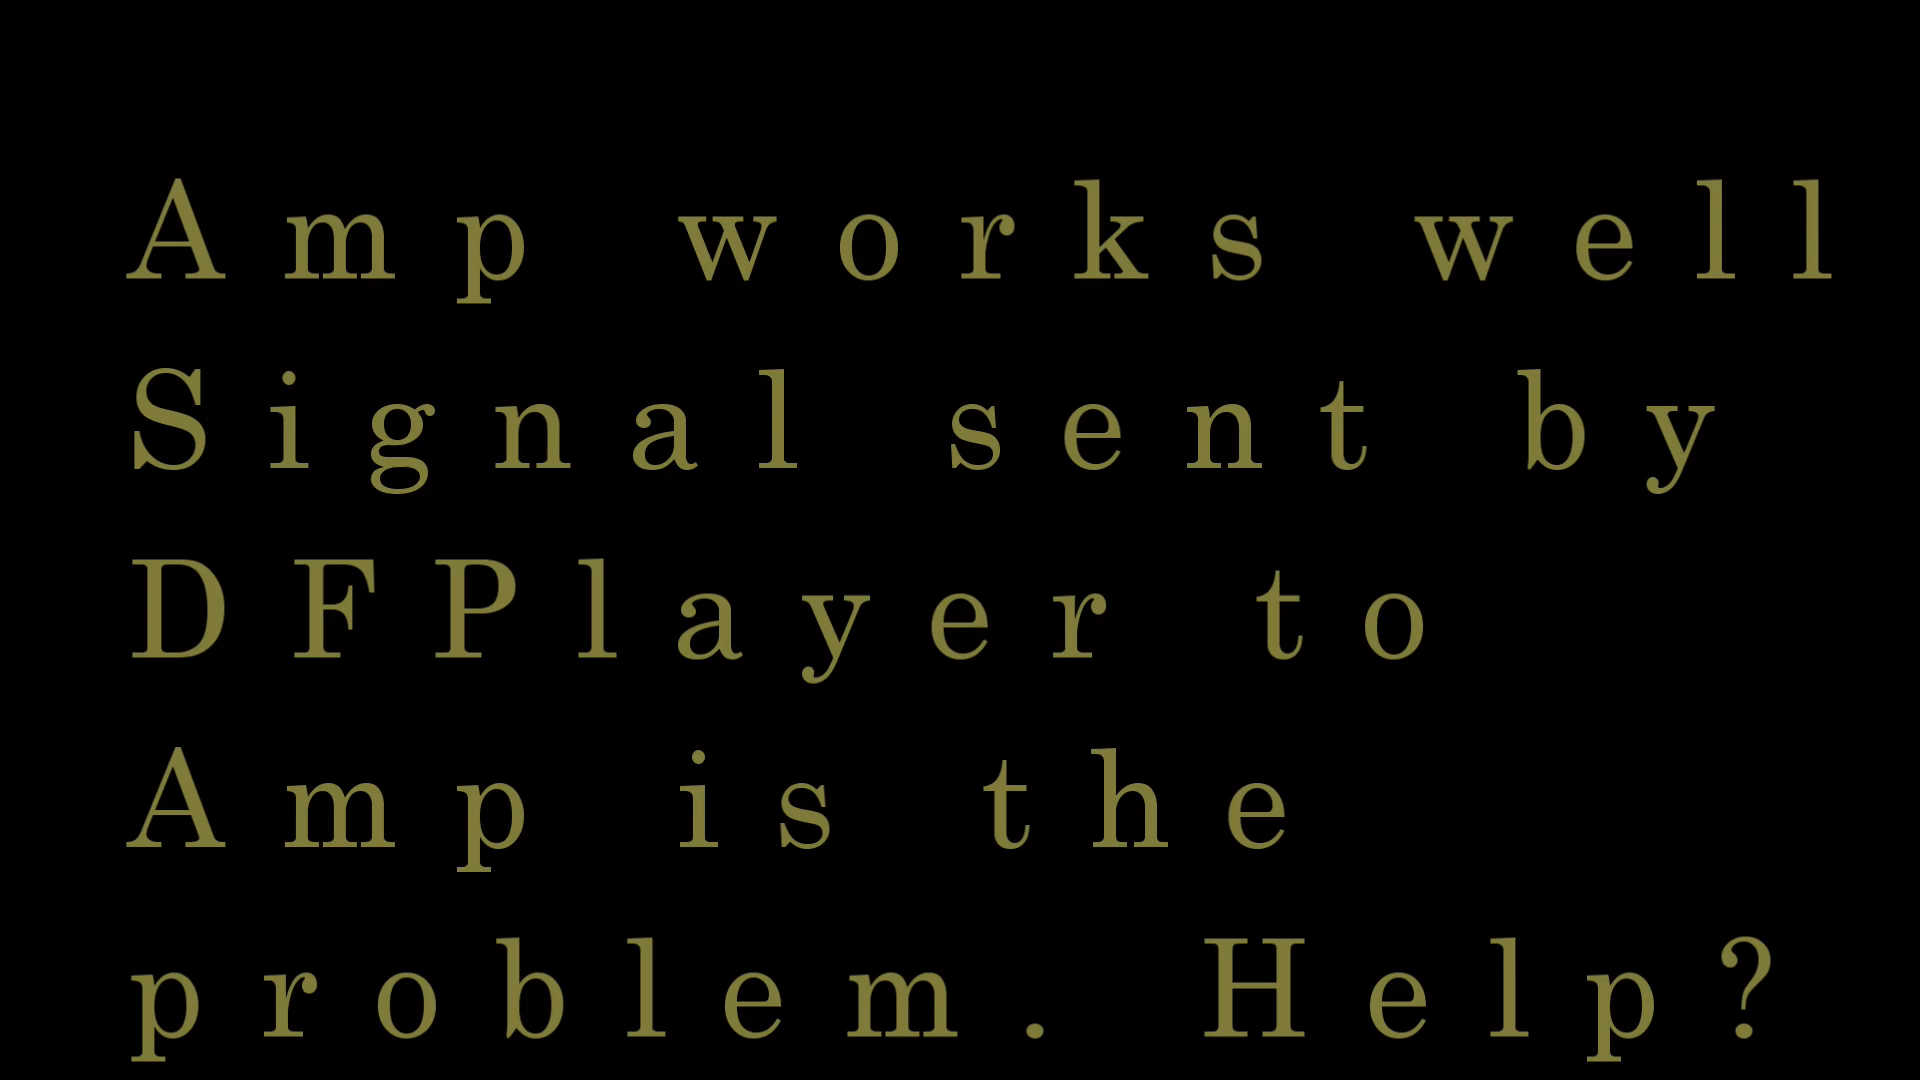 Amp works well
Signal sent by
DFPlayer to
Amp is the
problem. Help?